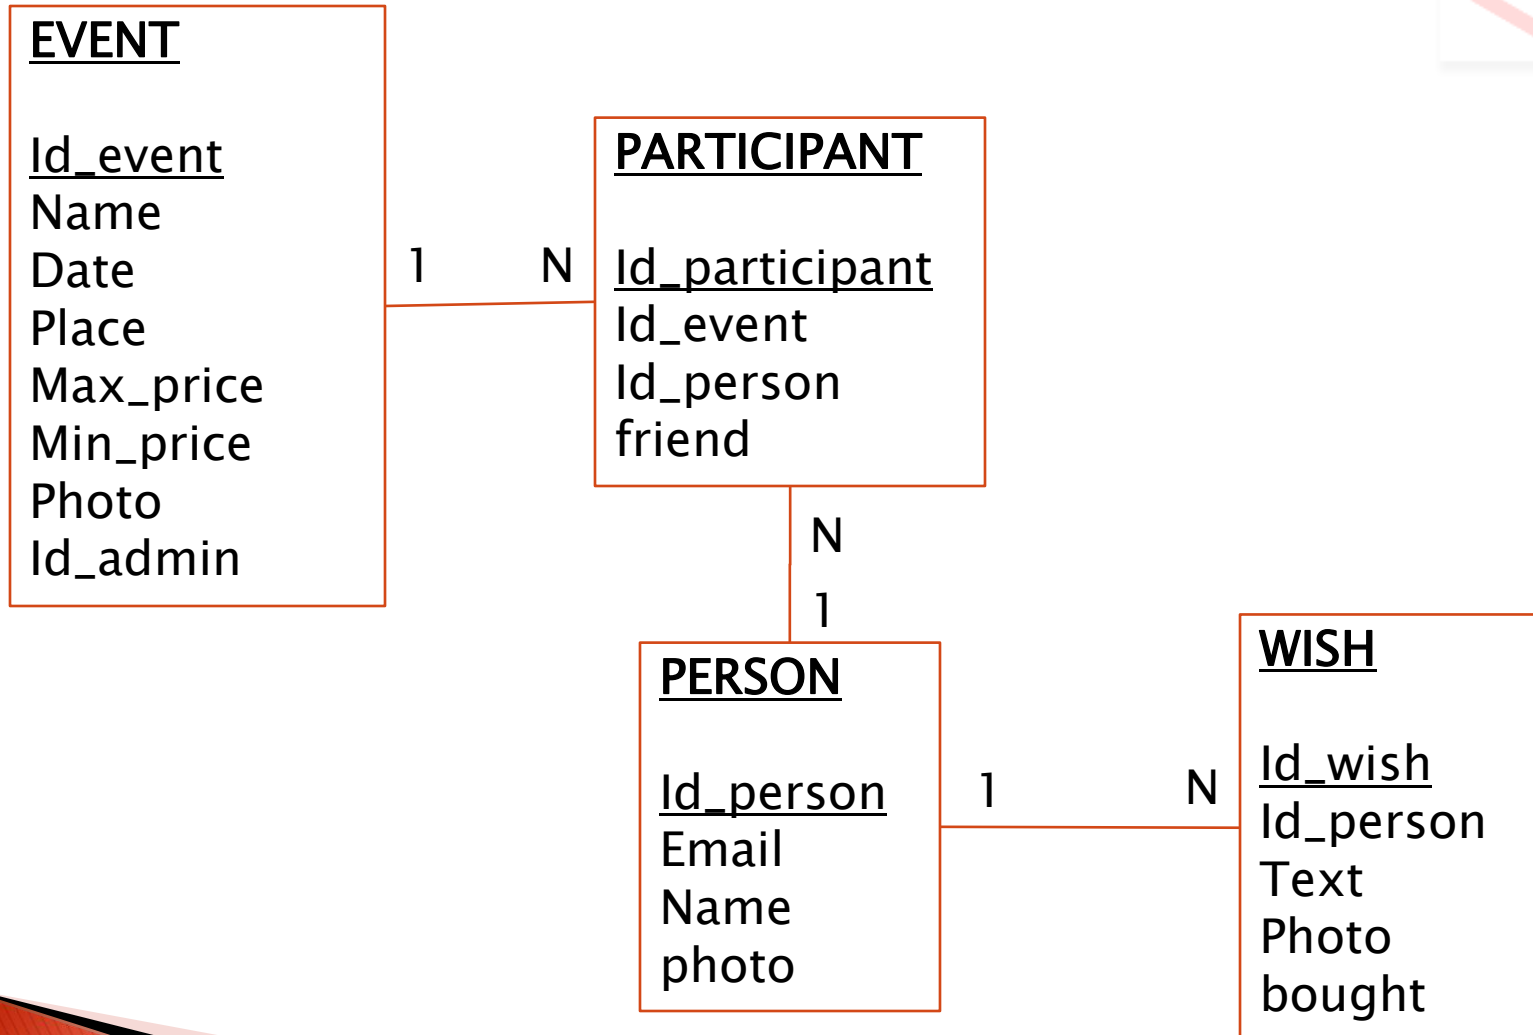 EVENT
Id_event
Name
Date
Place
Max_price
Min_price
Photo
Id_admin
1
N
PARTICIPANT
Id_participant
Id_event
Id_person
friend
N
1
PERSON
Id_person
Email
Name
photo
1
N
WISH
Id_wish
Id_person
Text
Photo
bought